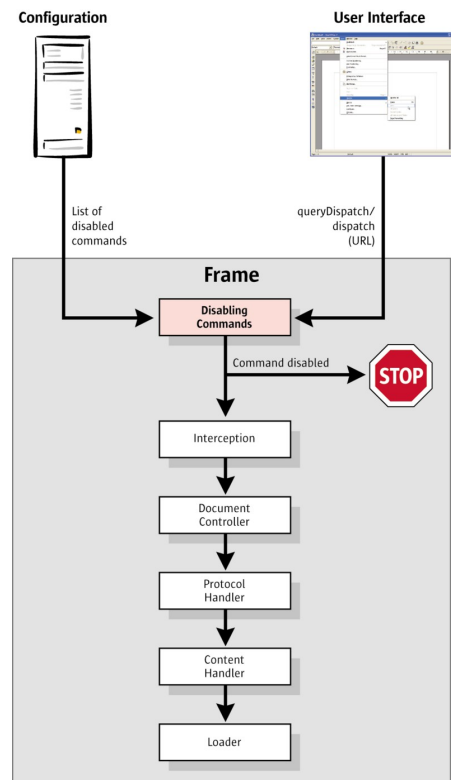 Configuration
User Interface
List of
disabled
commands
queryDispatch/
dispatch
(URL)
Frame
Disabling
Commands
Command disabled
STOP
Interception
Document
Controller
Protocol
Handler
Content
Handler
Loader